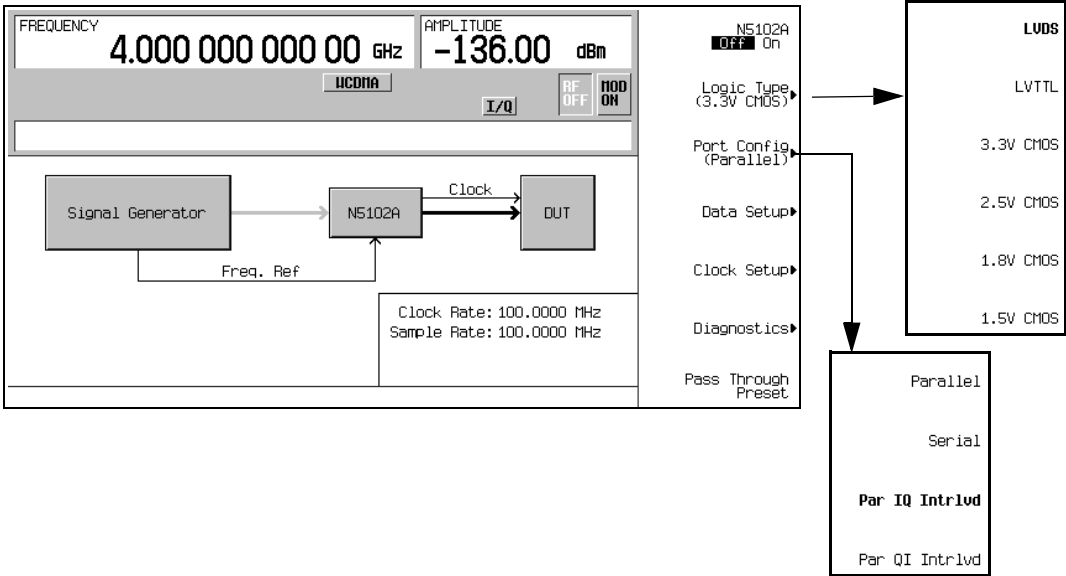 FREQUENCY
4.000 000 000 00 GHz
AMPLITUDE
-136.00 dBm
WCDMA
I/Q
RF
OFF
MOD
ON
Signal Generator
N5102A
Clock
DUT
Freq. Ref
Clock Rate: 100.0000 MHz
Sample Rate: 100.0000 MHz
N5102A
Off On
Logic Type
(3.3V CMOS)
Port Config
(Parallel)
Data Setup
Clock Setup
Diagnostics
Pass Through
Preset
LVDS
LVTTL
3.3V CMOS
2.5V CMOS
1.8V CMOS
1.5V CMOS
Parallel
Serial
Par IQ Intrlvd
Par QI Intrlvd